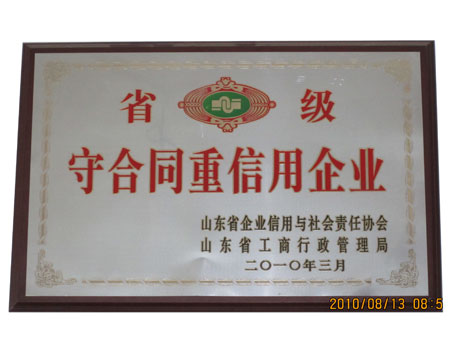 省 级
守合同重信用企业
山东省企业信用与社会责任协会
山东省工商行政管理局
二〇一〇年三月
2010/08/13 08:5